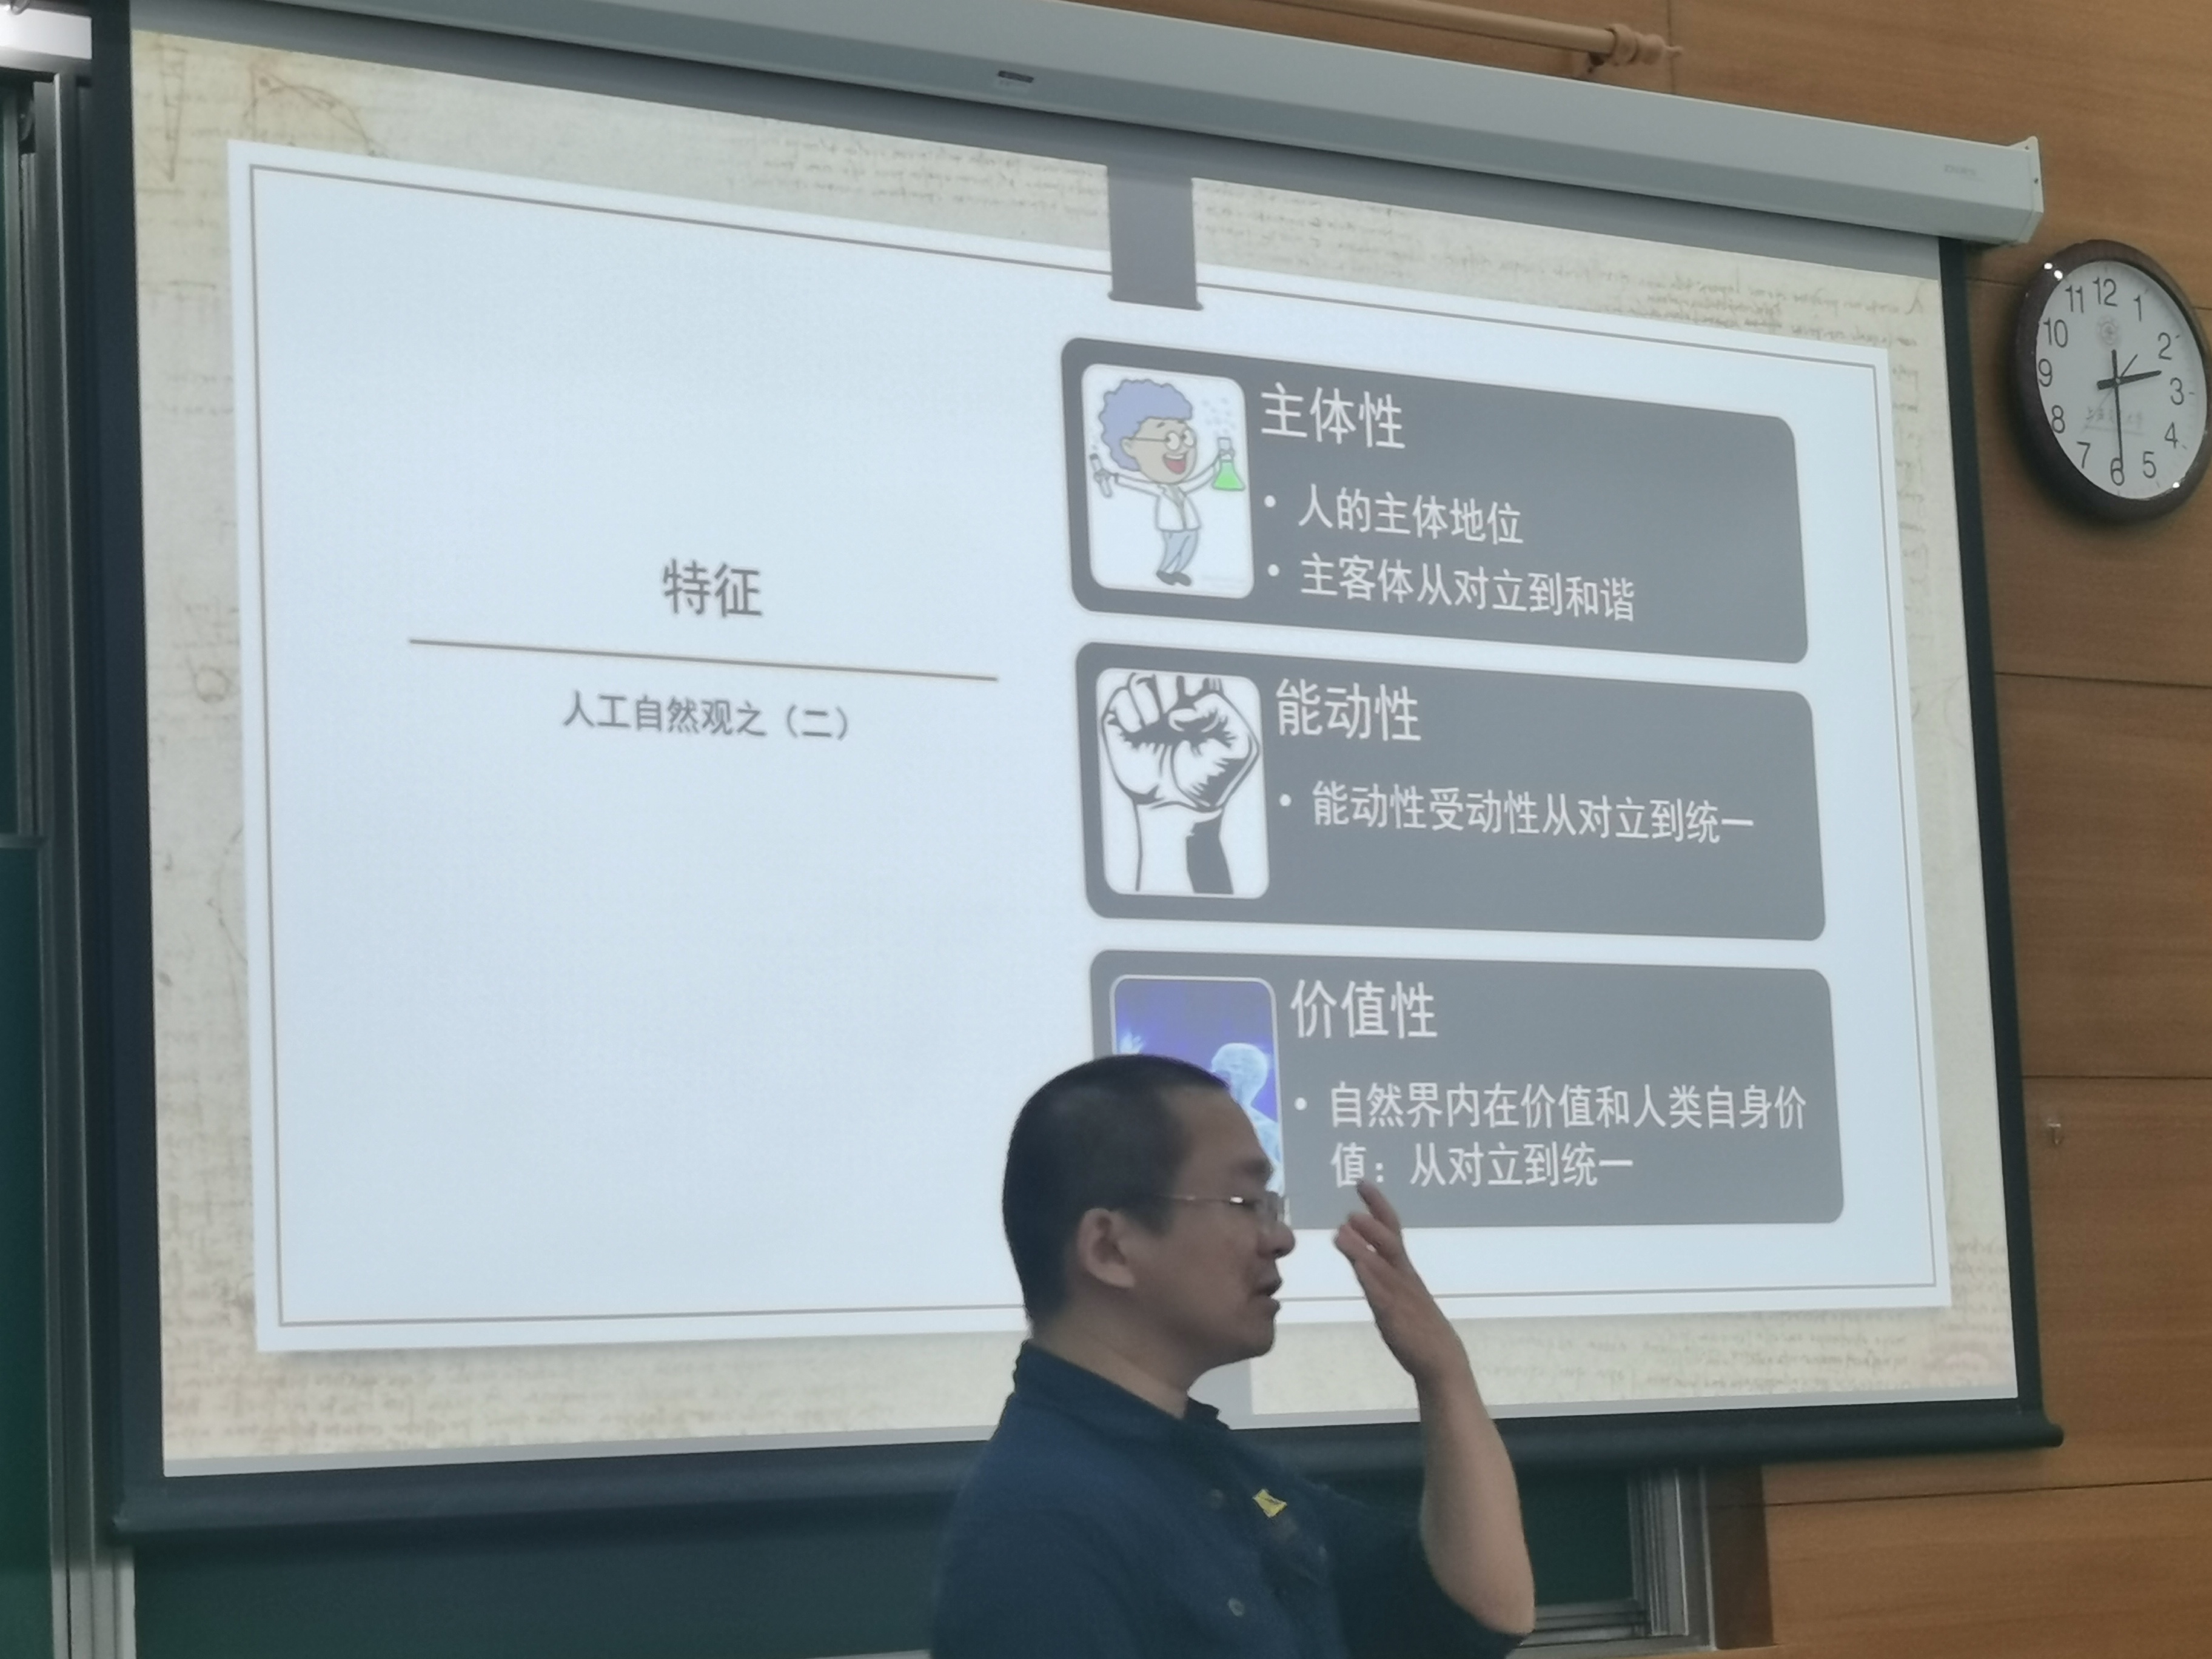 特征
人工自然观之（二）
主体性
• 人的主体地位
• 主客体从对立到和谐
能动性
• 能动性受动性从对立到统一
价值性
• 自然界内在价值和人类自身价
值：从对立到统一
12
1
2
3
4
5
6
7
8
9
10
11